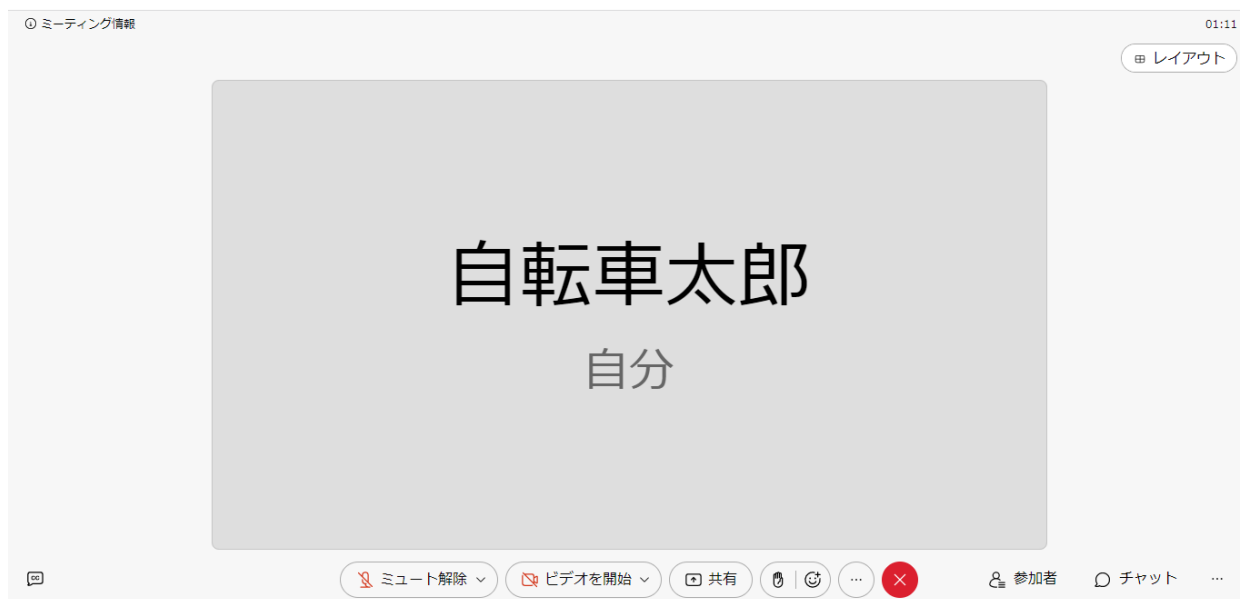 ミーティング情報
01:11
レイアウト
自転車太郎
自分
CC
ミュート解除
ビデオを開始
共有
参加者
チャット